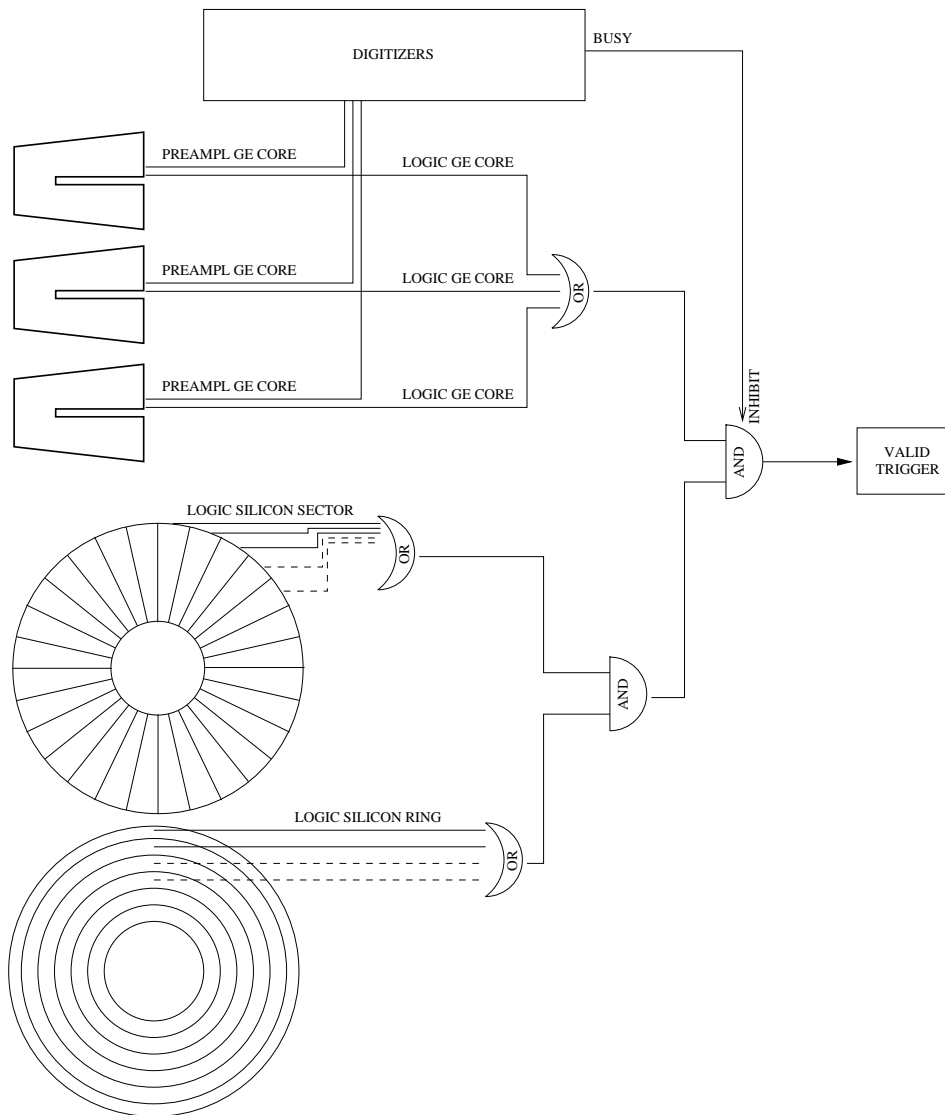 BUSY
DIGITIZERS
PREAMPL GE CORE
LOGIC GE CORE
PREAMPL GE CORE
LOGIC GE CORE
OR
PREAMPL GE CORE
LOGIC GE CORE
INHIBIT
AND
VALID
TRIGGER
LOGIC SILICON SECTOR
OR
AND
LOGIC SILICON RING
OR